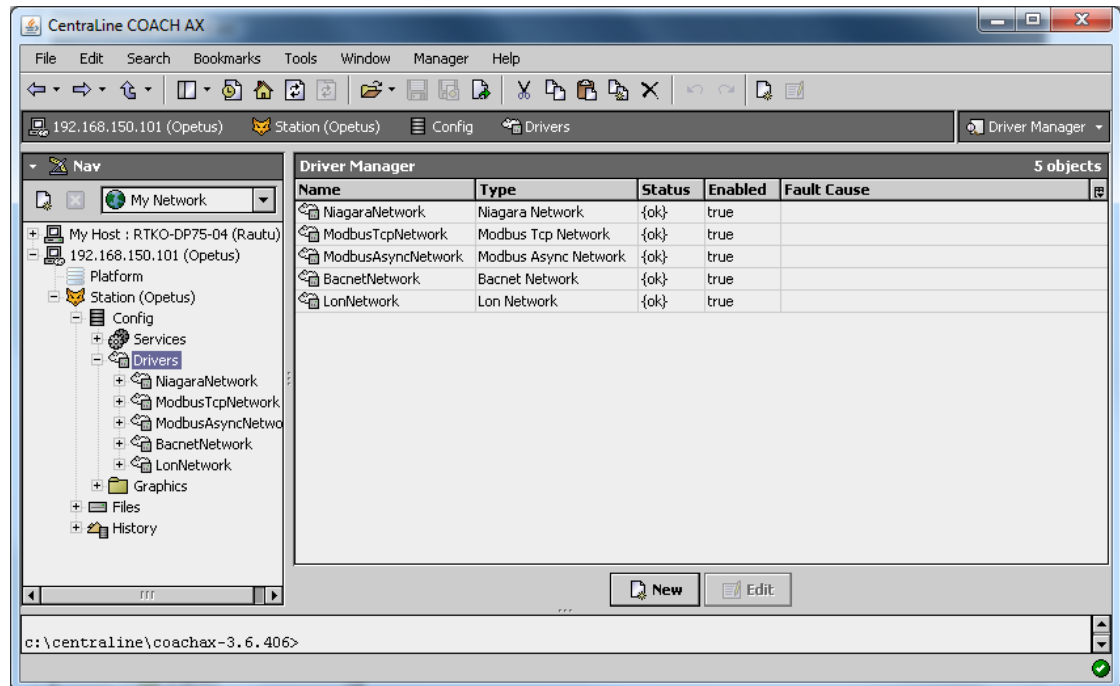 CentraLine COACH AX
File Edit Search Bookmarks Tools Window Manager Help
192.168.150.101 (Opetus) Station (Opetus) Config Drivers Driver Manager
Nav
My Network
My Host : RTKO-DP75-04 (Rautu)
192.168.150.101 (Opetus)
Platform
Station (Opetus)
Config
Services
Drivers
NiagaraNetwork
ModbusTcpNetwork
ModbusAsyncNetwo
BacnetNetwork
LonNetwork
Graphics
Files
History
Driver Manager 5 objects
Name Type Status Enabled Fault Cause
NiagaraNetwork Niagara Network {ok} true
ModbusTcpNetwork Modbus Tcp Network {ok} true
ModbusAsyncNetwork Modbus Async Network {ok} true
BacnetNetwork Bacnet Network {ok} true
LonNetwork Lon Network {ok} true
New Edit
c:\centraline\coachax-3.6.406>